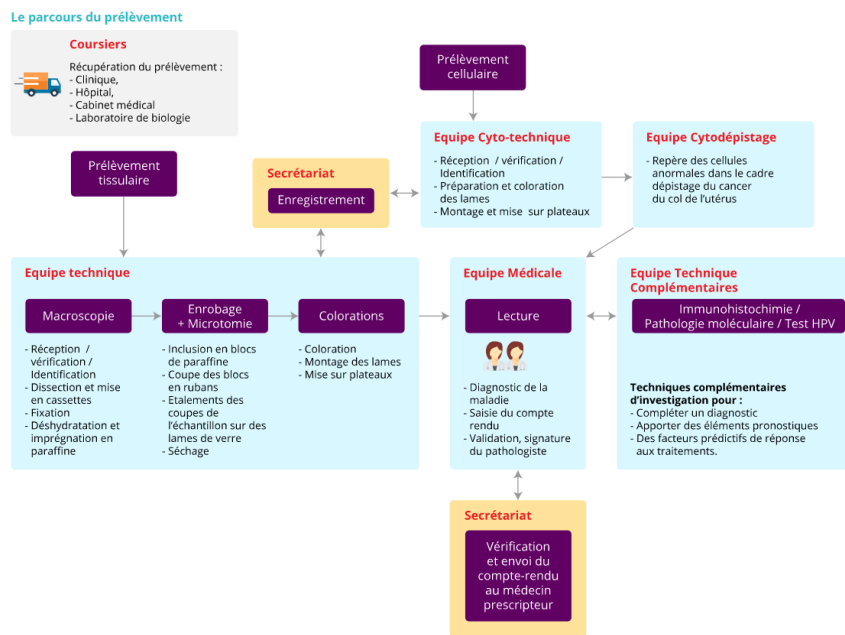 Le parcours du prélèvement
Coursiers
Récupération du prélèvement :
- Clinique,
- Hôpital,
- Cabinet médical
- Laboratoire de biologie
Prélèvement
cellulaire
Prélèvement
tissulaire
Secrétariat
Enregistrement
Equipe Cyto-technique
- Réception / vérification /
Identification
- Préparation et coloration
des lames
- Montage et mise sur plateaux
Equipe Cytodépistage
- Repère des cellules
anormales dans le cadre
dépistage du cancer
du col de l'utérus
Equipe technique
Macroscopie
- Réception /
vérification /
Identification
- Dissection et mise
en cassettes
- Fixation
- Déshydratation et
imprégnation en
paraffine
Enrobage
+ Microtomie
- Inclusion en blocs
de paraffine
- Coupe des blocs
en rubans
- Etalements des
coupes de
l'échantillon sur des
lames de verre
- Séchage
Colorations
- Coloration
- Montage des lames
- Mise sur plateaux
Equipe Médicale
Lecture
- Diagnostic de la
maladie
- Saisie du compte
rendu
- Validation, signature
du pathologiste
Equipe Technique
Complémentaires
Immunohistochimie /
Pathologie moléculaire / Test HPV
Techniques complémentaires
d'investigation pour :
- Compléter un diagnostic
- Apporter des éléments pronostiques
- Des facteurs prédictifs de réponse
aux traitements.
Secrétariat
Vérification
et envoi du
compte-rendu
au médecin
prescripteur